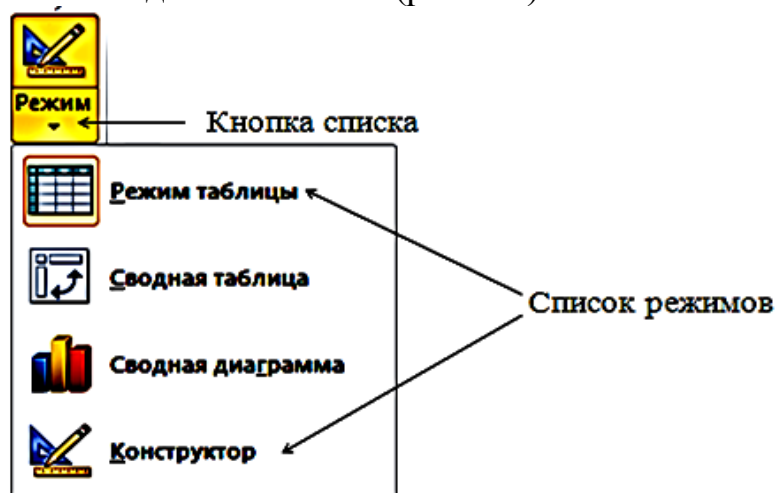 Режим
Кнопка списка
Режим таблицы
Сводная таблица
Список режимов
Сводная диаграмма
Конструктор